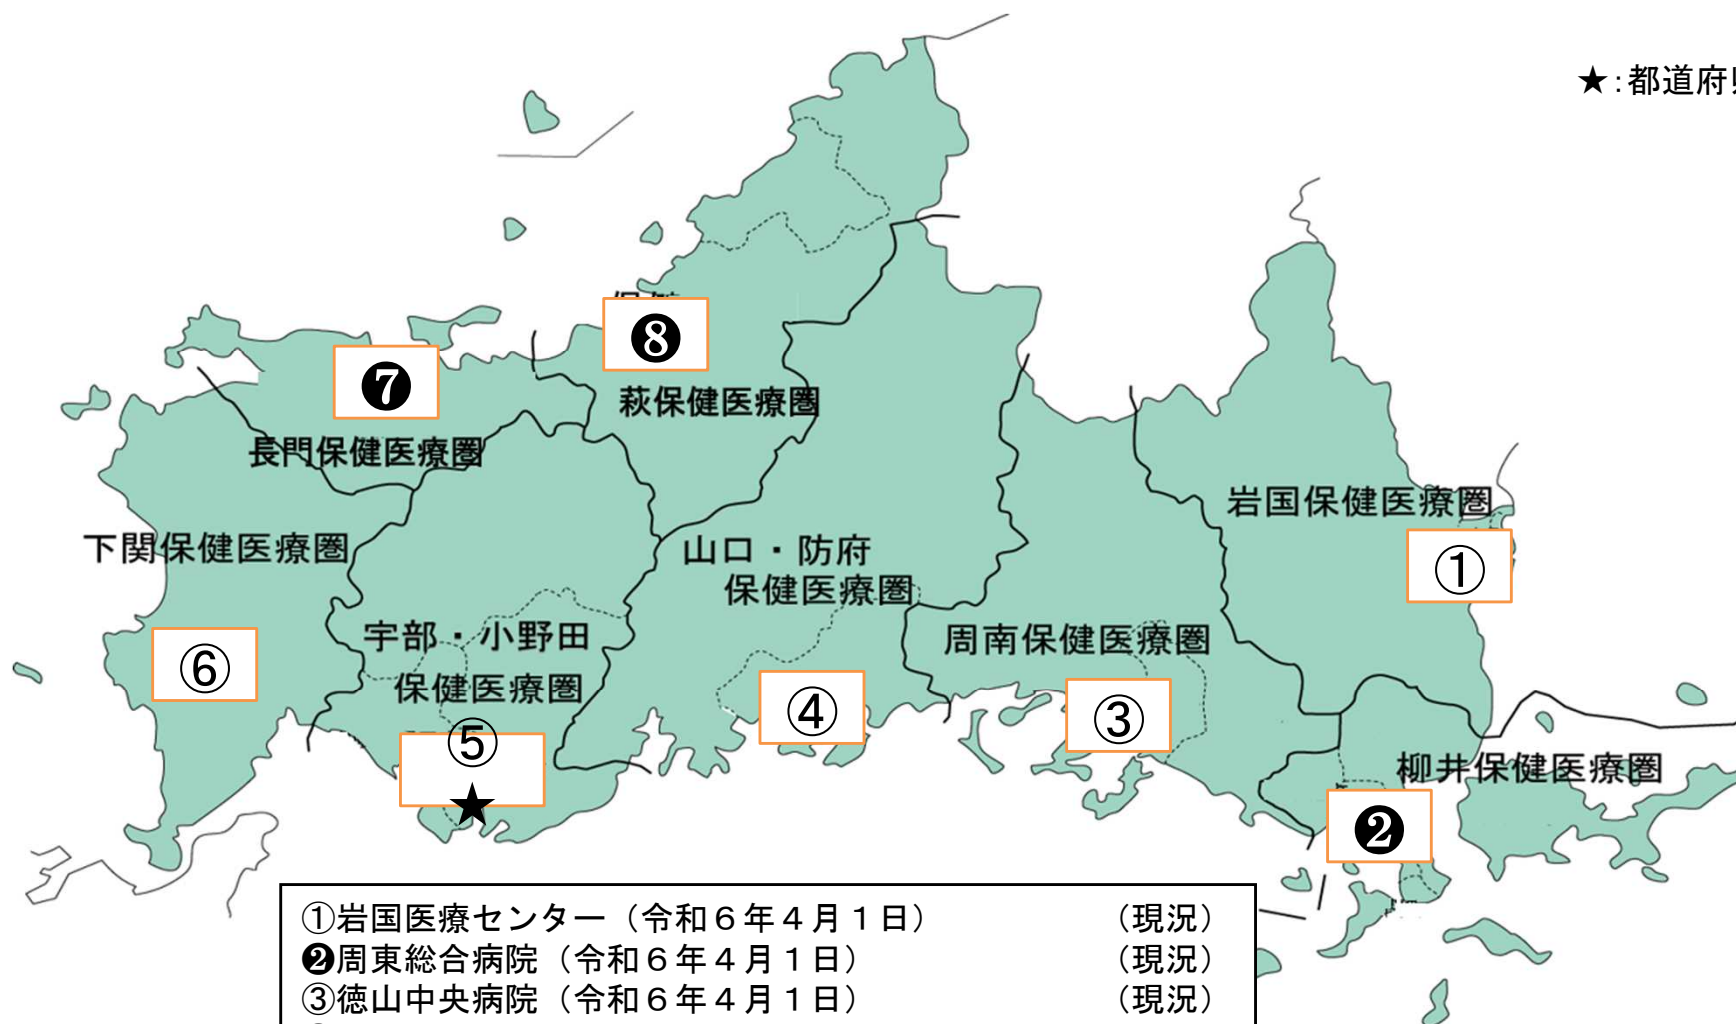 ★：都道府県
保健
❽
萩保健医療圏
❼
長門保健医療圏
岩国保健医療圏
①
下関保健医療圏
山口・防府
保健医療圏
宇部・小野田
保健医療圏
周南保健医療圏
⑥
④
③
⑤
★
柳井保健医療圏
❷
①岩国医療センター（令和６年４月１日） （現況）
❷周東総合病院（令和６年４月１日） （現況）
③徳山中央病院（令和６年４月１日） （現況）